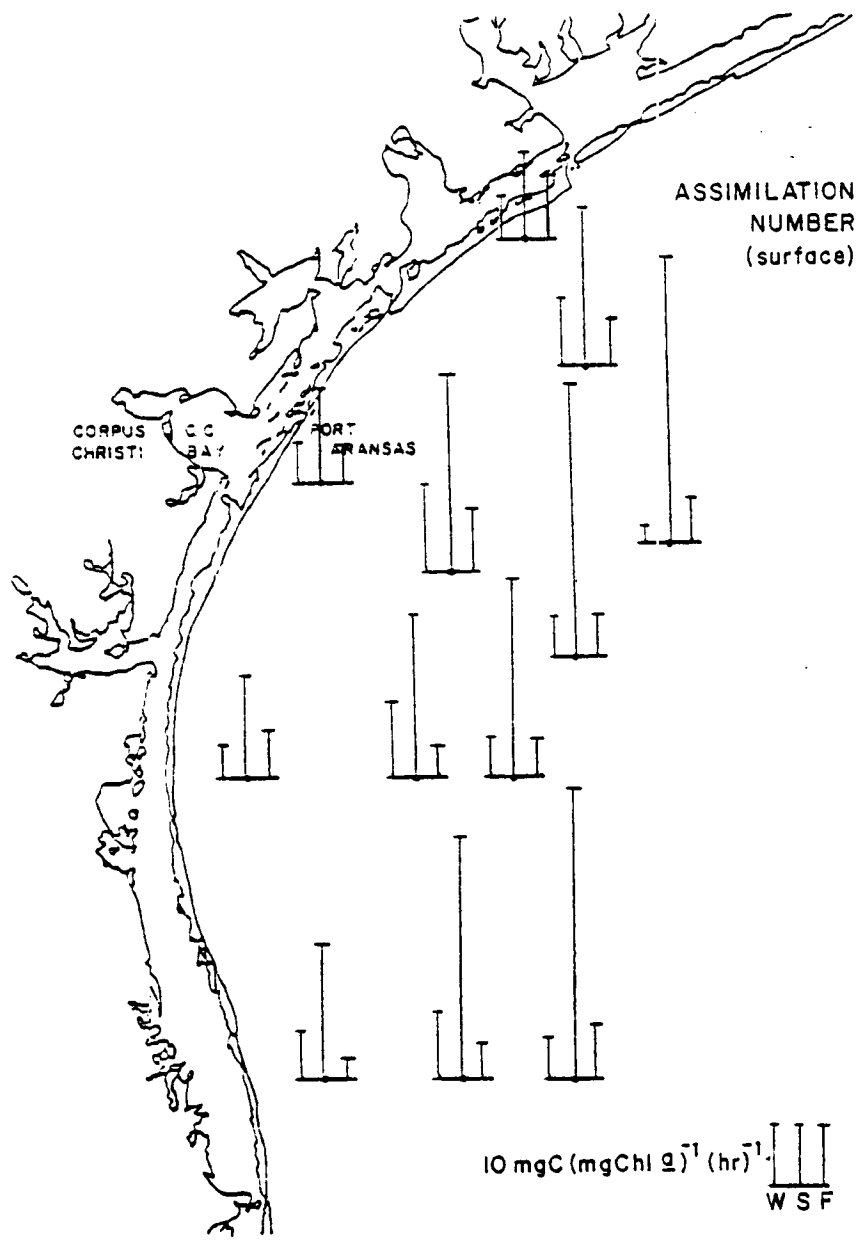 ASSIMILATION
NUMBER
(surface)
CORPUS
CHRISTI
C.C.
BAY
PORT
ARANSAS
10 mgC (mgChl a)⁻¹ (hr)⁻¹
W S F